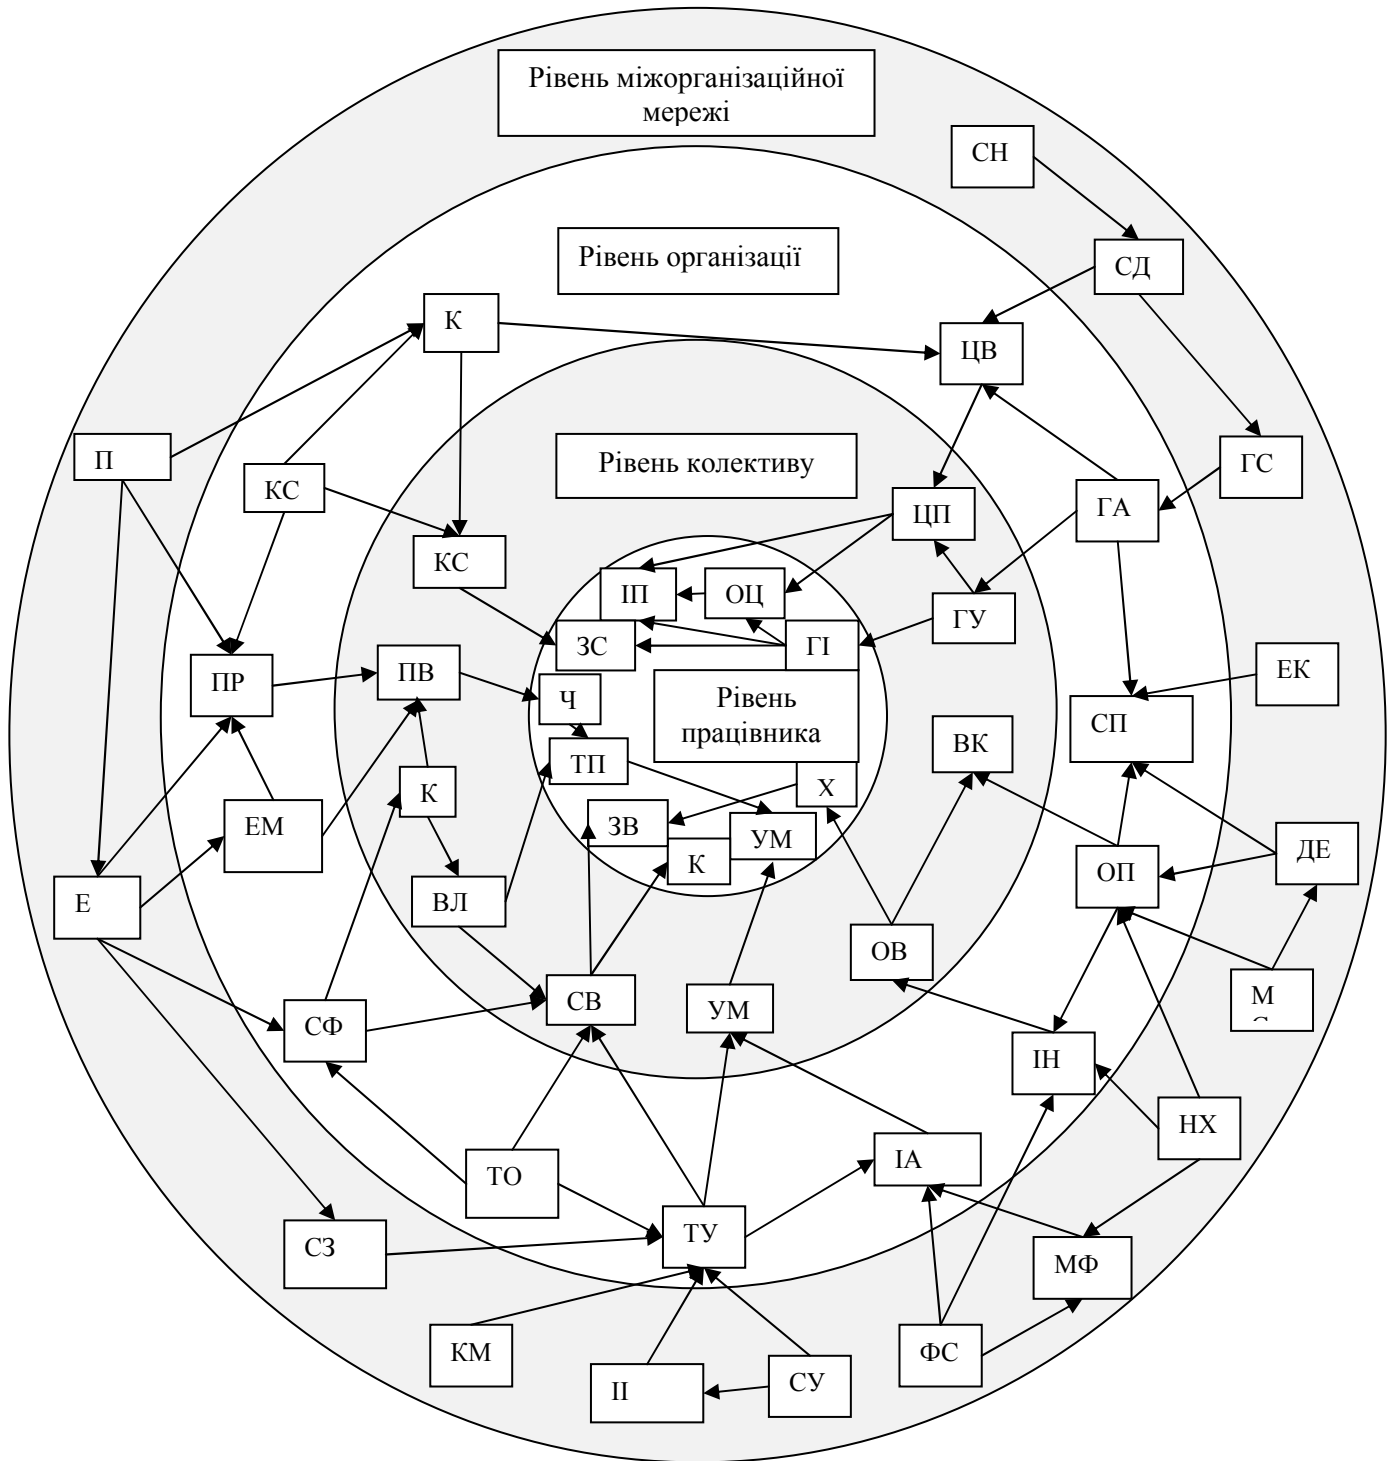 Рівень міжорганізаційної
мережі
СН
Рівень організації
СД
К
ЦВ
П
Рівень колективу
ГС
КС
ЦП
ГА
КС
ІП
ОЦ
ГУ
ЗС
ГІ
ЕК
ПР
ПВ
Ч
Рівень
працівника
СП
ТП
ВК
К
Х
ЕМ
ЗВ
УМ
К
ДЕ
ОП
Е
ВЛ
ОВ
М
СВ
УМ
СФ
ІН
НХ
ТО
ІА
СЗ
ТУ
МФ
КМ
ФС
ІІ
СУ